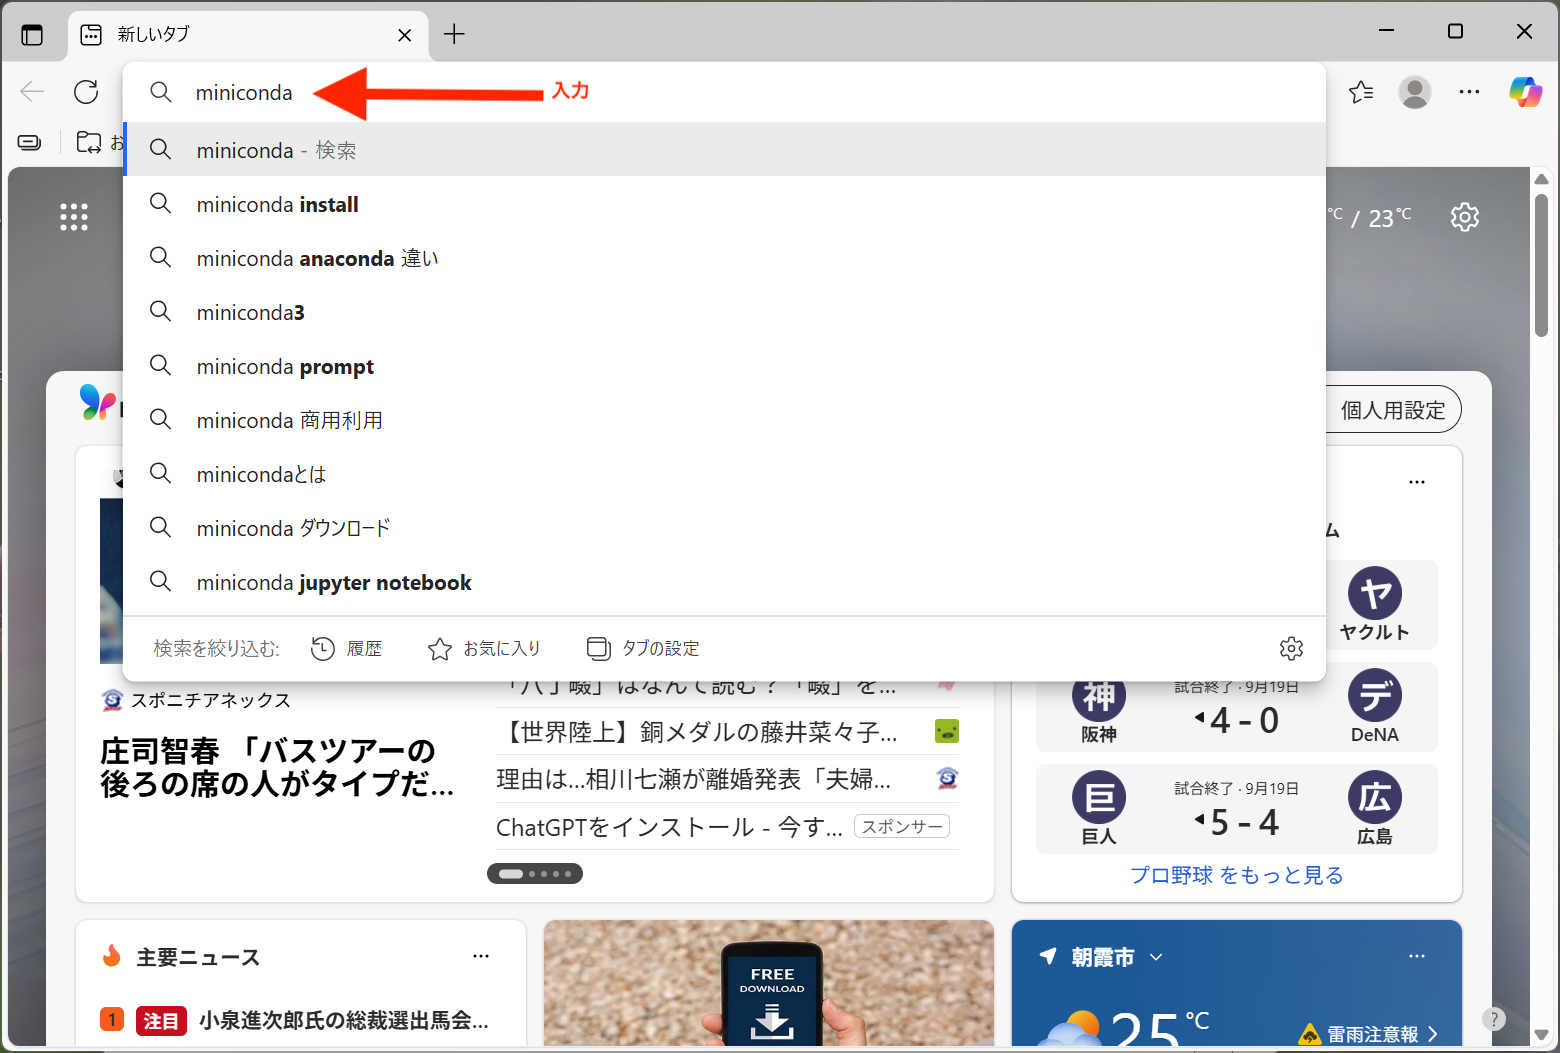 新しいタブ
miniconda
入力
お
miniconda - 検索
miniconda install
miniconda anaconda 違い
miniconda3
miniconda prompt
miniconda 商用利用
minicondaとは
miniconda ダウンロード
miniconda jupyter notebook
検索を絞り込む:
履歴
お気に入り
タブの設定
°C / 23°C
個人用設定
ム
スポニチアネックス
庄司智春 「バスツアーの
後ろの席の人がタイプだ...
【世界陸上】銅メダルの藤井菜々子...
理由は...相川七瀬が離婚発表「夫婦...
ChatGPTをインストール - 今す...
スポンサー
ヤ
ヤクルト
神
阪神
試合終了 · 9月19日
4 - 0
デ
DeNA
巨
巨人
試合終了 · 9月19日
5 - 4
広
広島
プロ野球 をもっと見る
主要ニュース
1
注目
小泉進次郎氏の総裁選出馬会...
FREE
DOWNLOAD
朝霞市
25°C
雷雨注意報
?